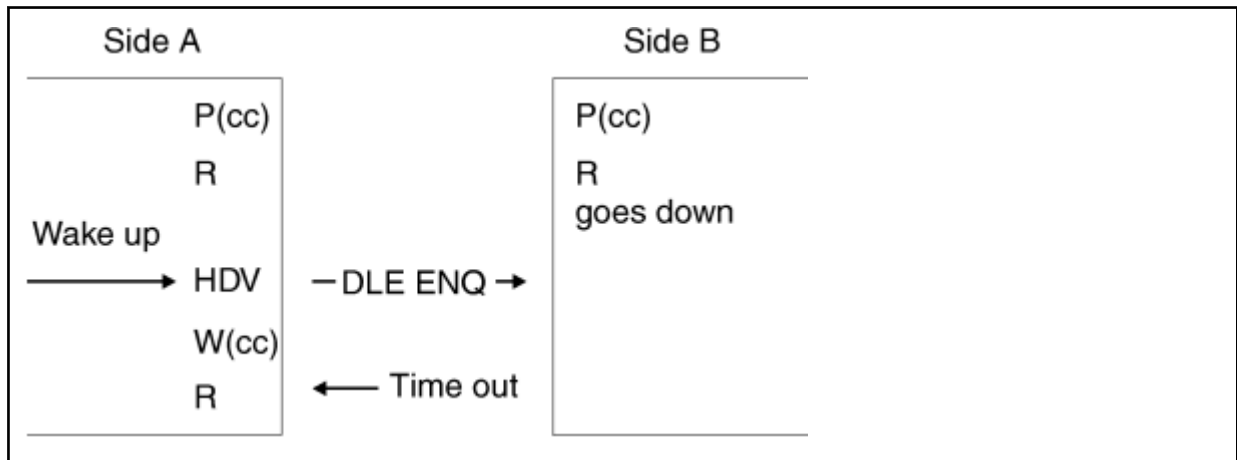 Side A
Side B
P(cc)
P(cc)
R
R
goes down
Wake up
HDV
DLE ENQ
W(cc)
R
Time out